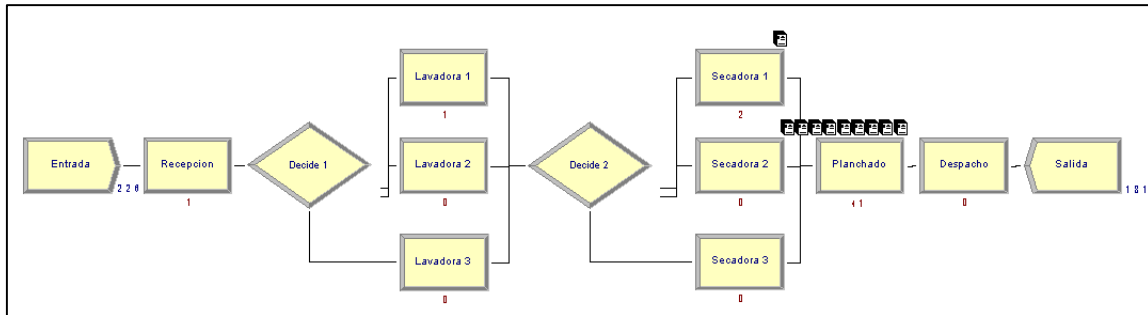 Entrada
226
Recepcion
1
Decide 1
Lavadora 1
1
Lavadora 2
0
Lavadora 3
0
Decide 2
Secadora 1
2
Secadora 2
0
Secadora 3
0
Planchado
41
Despacho
0
Salida
181